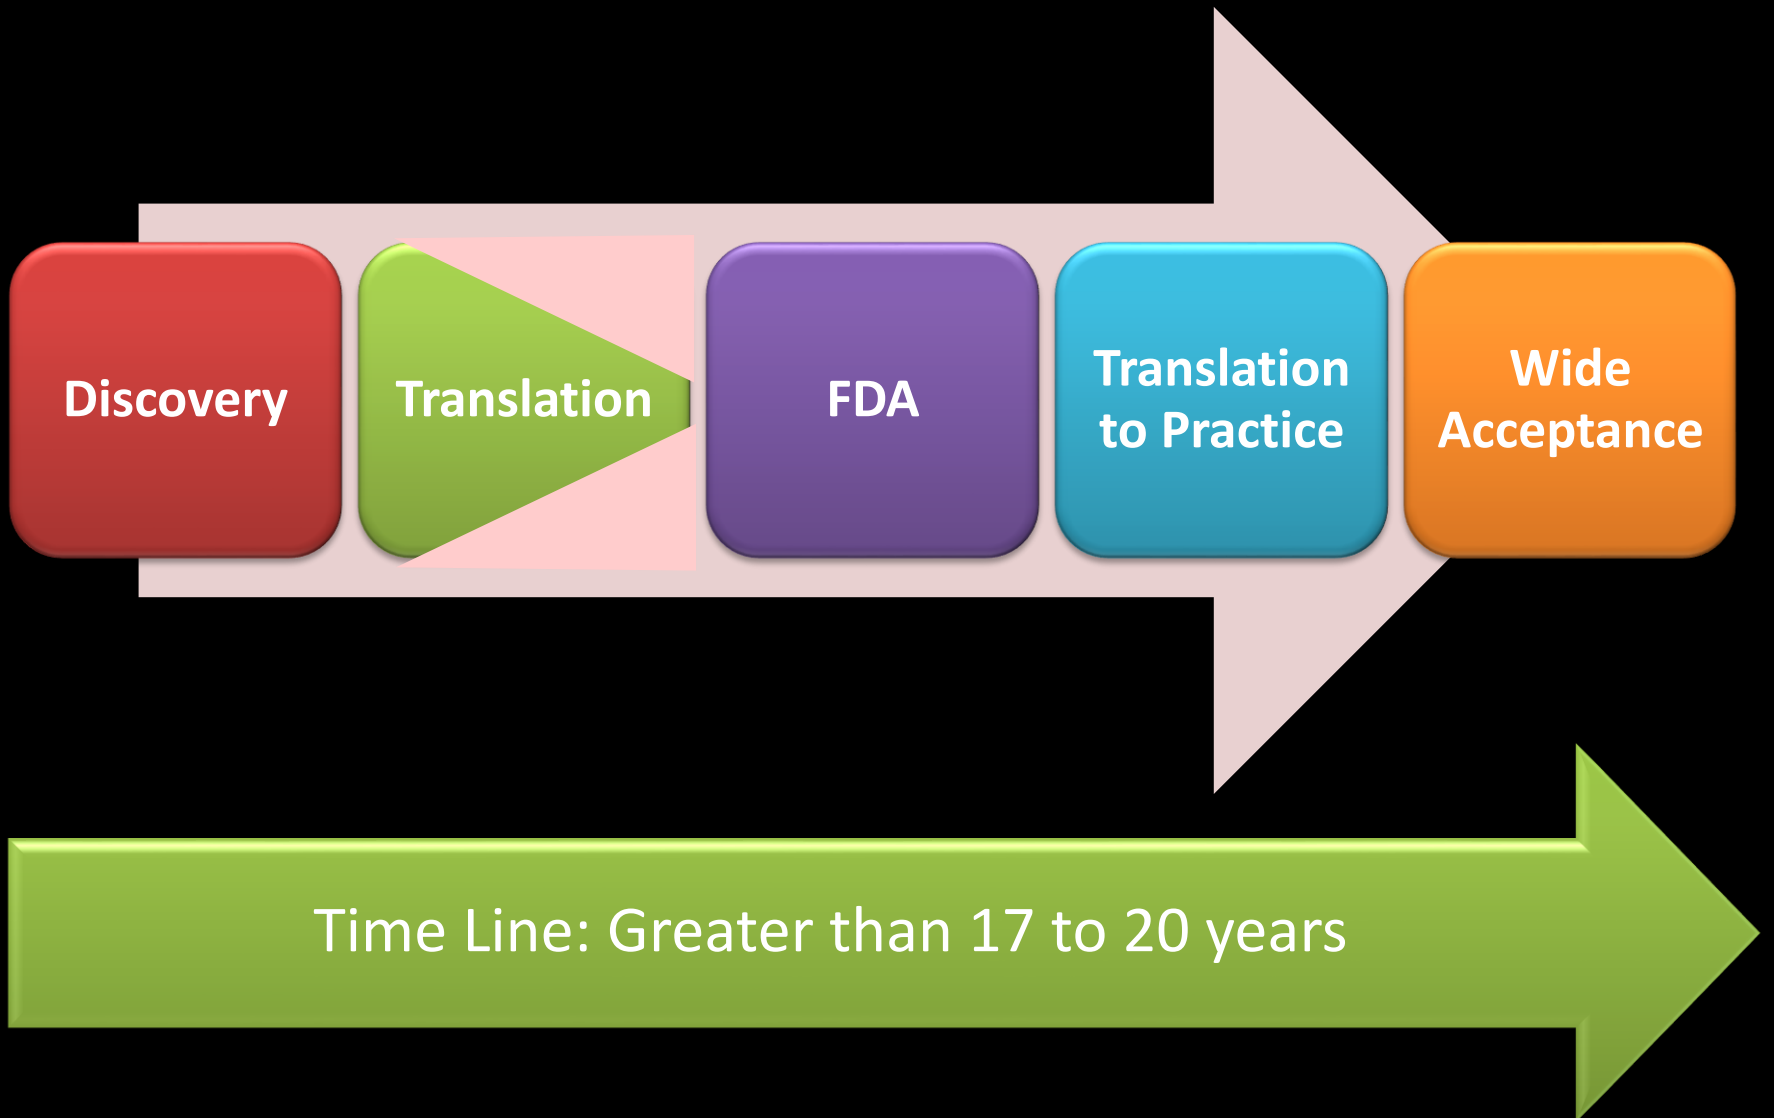 Discovery
Translation
FDA
Translation
to Practice
Wide
Acceptance
Time Line: Greater than 17 to 20 years